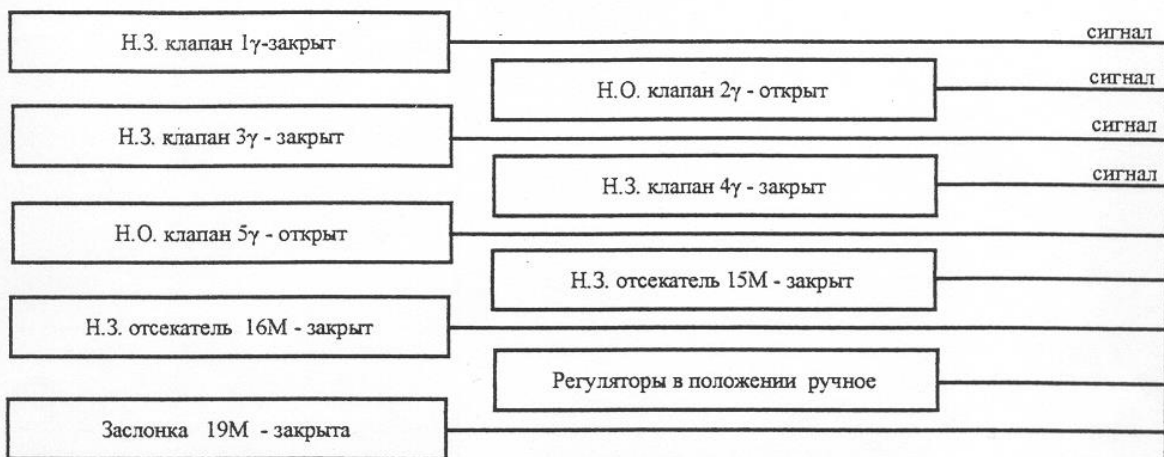 Н.З. клапан 1γ-закрыт
сигнал
Н.О. клапан 2γ - открыт
сигнал
Н.З. клапан 3γ - закрыт
сигнал
Н.З. клапан 4γ - закрыт
сигнал
Н.О. клапан 5γ - открыт
Н.З. отсекатель 15М - закрыт
Н.З. отсекатель 16М - закрыт
Регуляторы в положении ручное
Заслонка 19М - закрыта